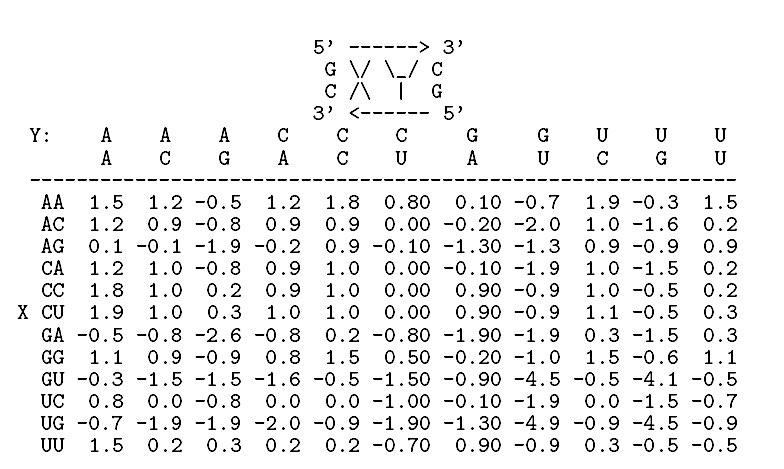 5' ------> 3'
G \/ \_/ C
C /\ | G
3' <------ 5'
Y: A A A C C C G G U U U
A C G A C U A U C G U
------------------------------------------------------------
AA 1.5 1.2 -0.5 1.2 1.8 0.80 0.10 -0.7 1.9 -0.3 1.5
AC 1.2 0.9 -0.8 0.9 0.9 0.00 -0.20 -2.0 1.0 -1.6 0.2
AG 0.1 -0.1 -1.9 -0.2 0.9 -0.10 -1.30 -1.3 0.9 -0.9 0.9
CA 1.2 1.0 -0.8 0.9 1.0 0.00 -0.10 -1.9 1.0 -1.5 0.2
CC 1.8 1.0 0.2 0.9 1.0 0.00 0.90 -0.9 1.0 -0.5 0.2
X CU 1.9 1.0 0.3 1.0 1.0 0.00 0.90 -0.9 1.1 -0.5 0.3
GA -0.5 -0.8 -2.6 -0.8 0.2 -0.80 -1.90 -1.9 0.3 -1.5 0.3
GG 1.1 0.9 -0.9 0.8 1.5 0.50 -0.20 -1.0 1.5 -0.6 1.1
GU -0.3 -1.5 -1.5 -1.6 -0.5 -1.50 -0.90 -4.5 -0.5 -4.1 -0.5
UC 0.8 0.0 -0.8 0.0 0.0 -1.00 -0.10 -1.9 0.0 -1.5 -0.7
UG -0.7 -1.9 -1.9 -2.0 -0.9 -1.90 -1.30 -4.9 -0.9 -4.5 -0.9
UU 1.5 0.2 0.3 0.2 0.2 -0.70 0.90 -0.9 0.3 -0.5 -0.5